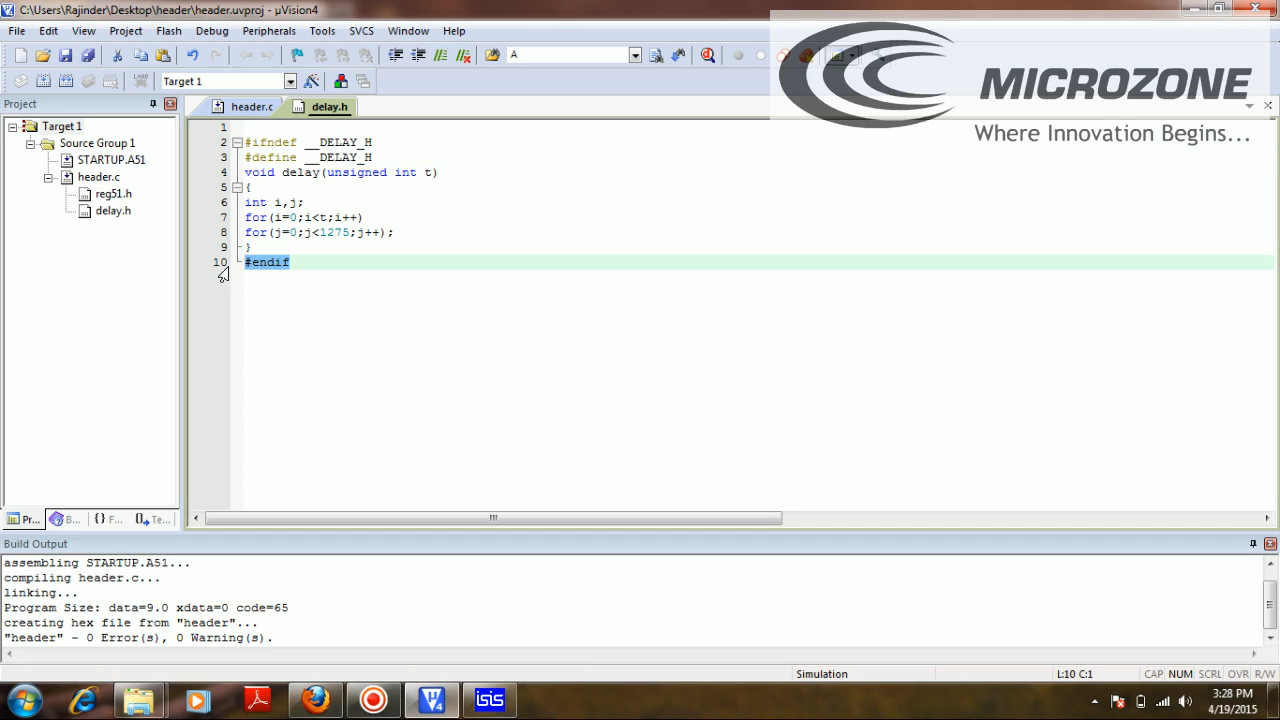 C:\Users\Rajinder\Desktop\header\header.uvproj - µVision4
File Edit View Project Flash Debug Peripherals Tools SVCS Window Help
A
Target 1
MICROZONE
Where Innovation Begins...
Project
header.c
delay.h
Target 1
Source Group 1
STARTUP.A51
header.c
reg51.h
delay.h
1
2 #ifndef __DELAY_H
3 #define __DELAY_H
4 void delay(unsigned int t)
5 {
6 int i,j;
7 for(i=0;i<t;i++)
8 for(j=0;j<1275;j++);
9 }
10 #endif
Pr... B... {} F... Te...
Build Output
assembling STARTUP.A51...
compiling header.c...
linking...
Program Size: data=9.0 xdata=0 code=65
creating hex file from "header"...
"header" - 0 Error(s), 0 Warning(s).
Simulation L:10 C:1 CAP NUM SCRL OVR R/W
isis
3:28 PM
4/19/2015